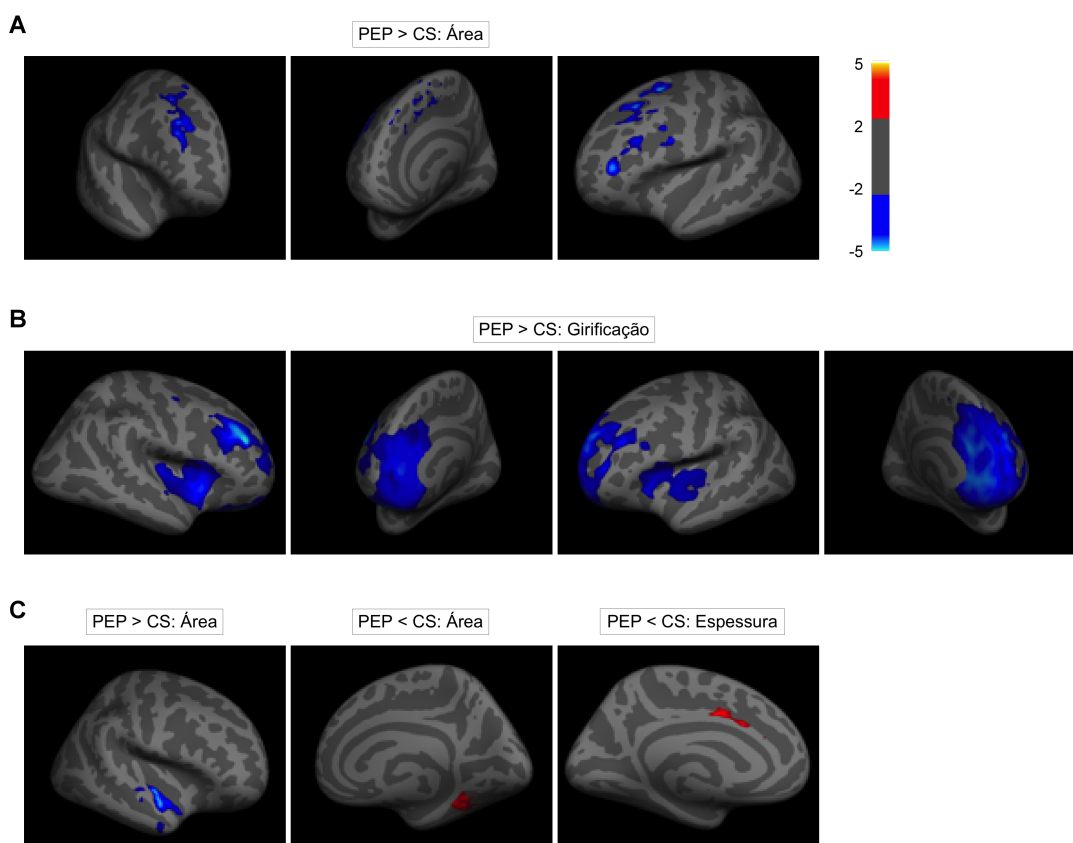 A
PEP > CS: Área
5
2
-2
-5
B
PEP > CS: Girificação
C
PEP > CS: Área
PEP < CS: Área
PEP < CS: Espessura